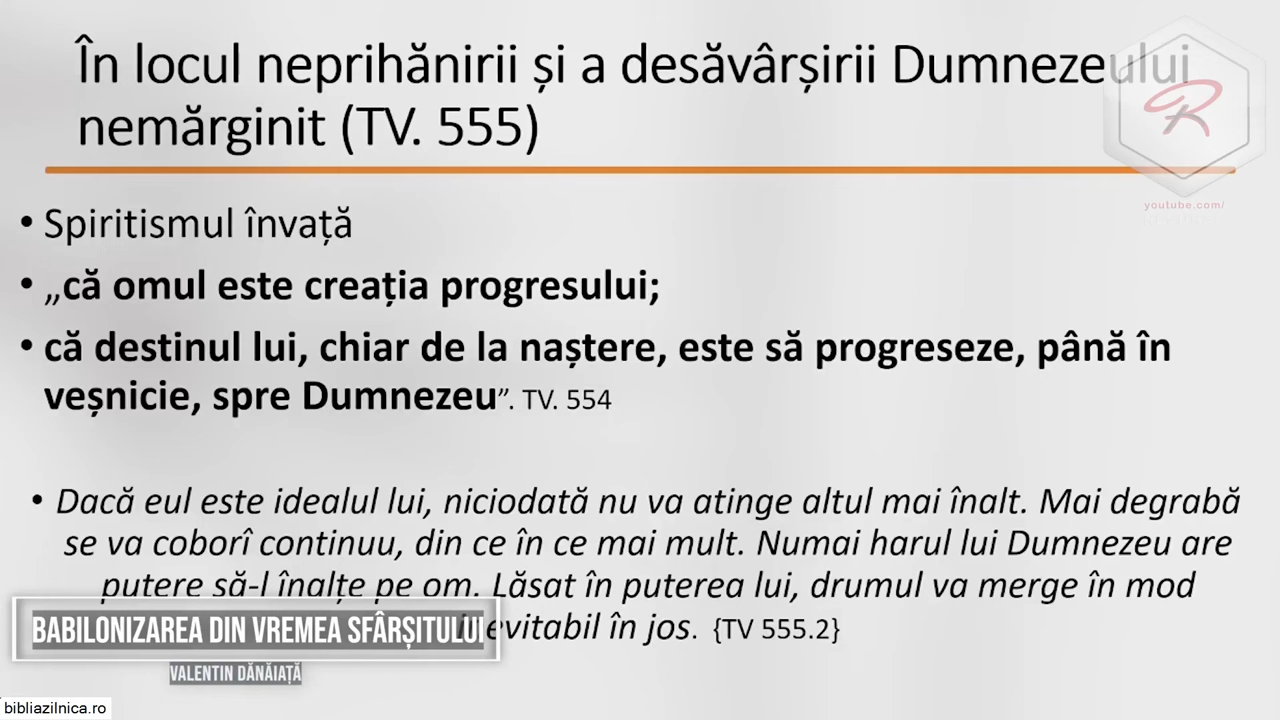 În locul neprihănirii și a desăvârșirii Dumnezeului
nemărginit (TV. 555)
R
youtube.com/
• Spiritismul învață
• „că omul este creația progresului;
• că destinul lui, chiar de la naștere, este să progreseze, până în
veșnicie, spre Dumnezeu”. TV. 554
• Dacă eul este idealul lui, niciodată nu va atinge altul mai înalt. Mai degrabă
se va coborî continuu, din ce în ce mai mult. Numai harul lui Dumnezeu are
putere să-l înalțe pe om. Lăsat în puterea lui, drumul va merge în mod
inevitabil în jos. {TV 555.2}
BABILONIZAREA DIN VREMEA SFÂRȘITULUI
VALENTIN DĂNĂIAȚĂ
bibliazilnica.ro